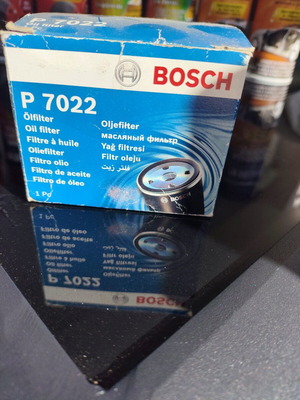 P 7022
BOSCH
P 7022
Ölfilter
Oil filter
Filtre à huile
Oliefilter
Filtro olio
Filtro de aceite
Filtro de óleo
1 Pc
Oljefilter
масляный фильтр
Yağ filtresi
Filtr oleju
فلتر زيت